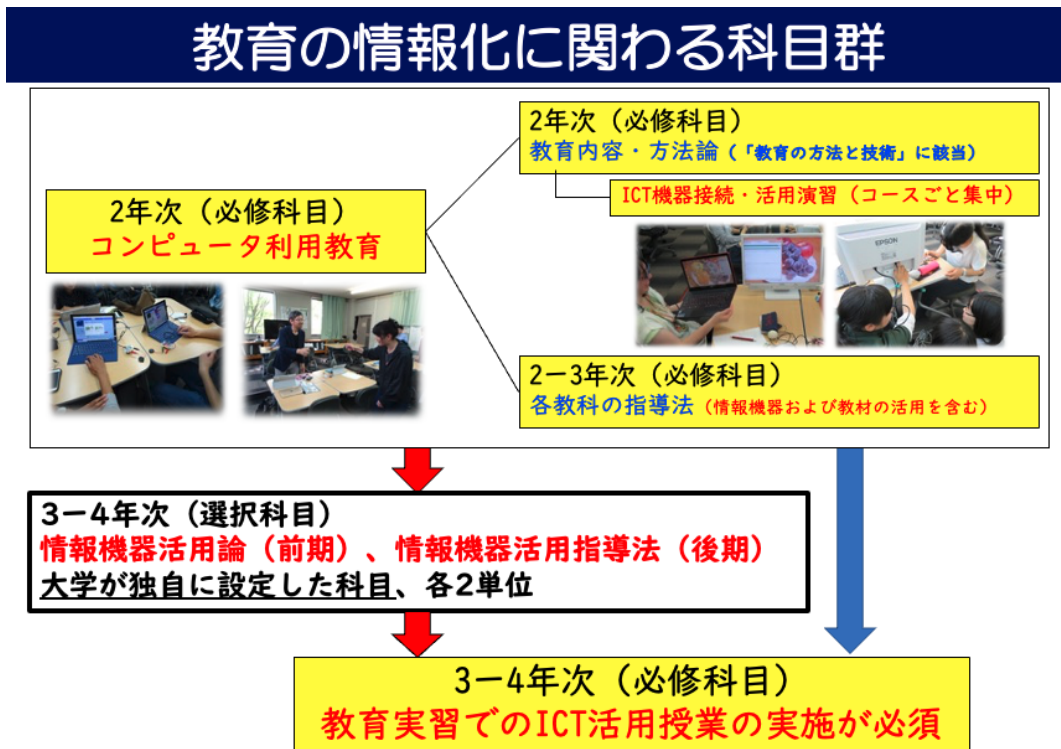 教育の情報化に関わる科目群
2年次（必修科目）
コンピュータ利用教育
2年次（必修科目）
教育内容・方法論（「教育の方法と技術」に該当）
ICT機器接続・活用演習（コースごと集中）
EPSON
2ー3年次（必修科目）
各教科の指導法（情報機器および教材の活用を含む）
3ー4年次（選択科目）
情報機器活用論（前期）、情報機器活用指導法（後期）
大学が独自に設定した科目、各2単位
3ー4年次（必修科目）
教育実習でのICT活用授業の実施が必須